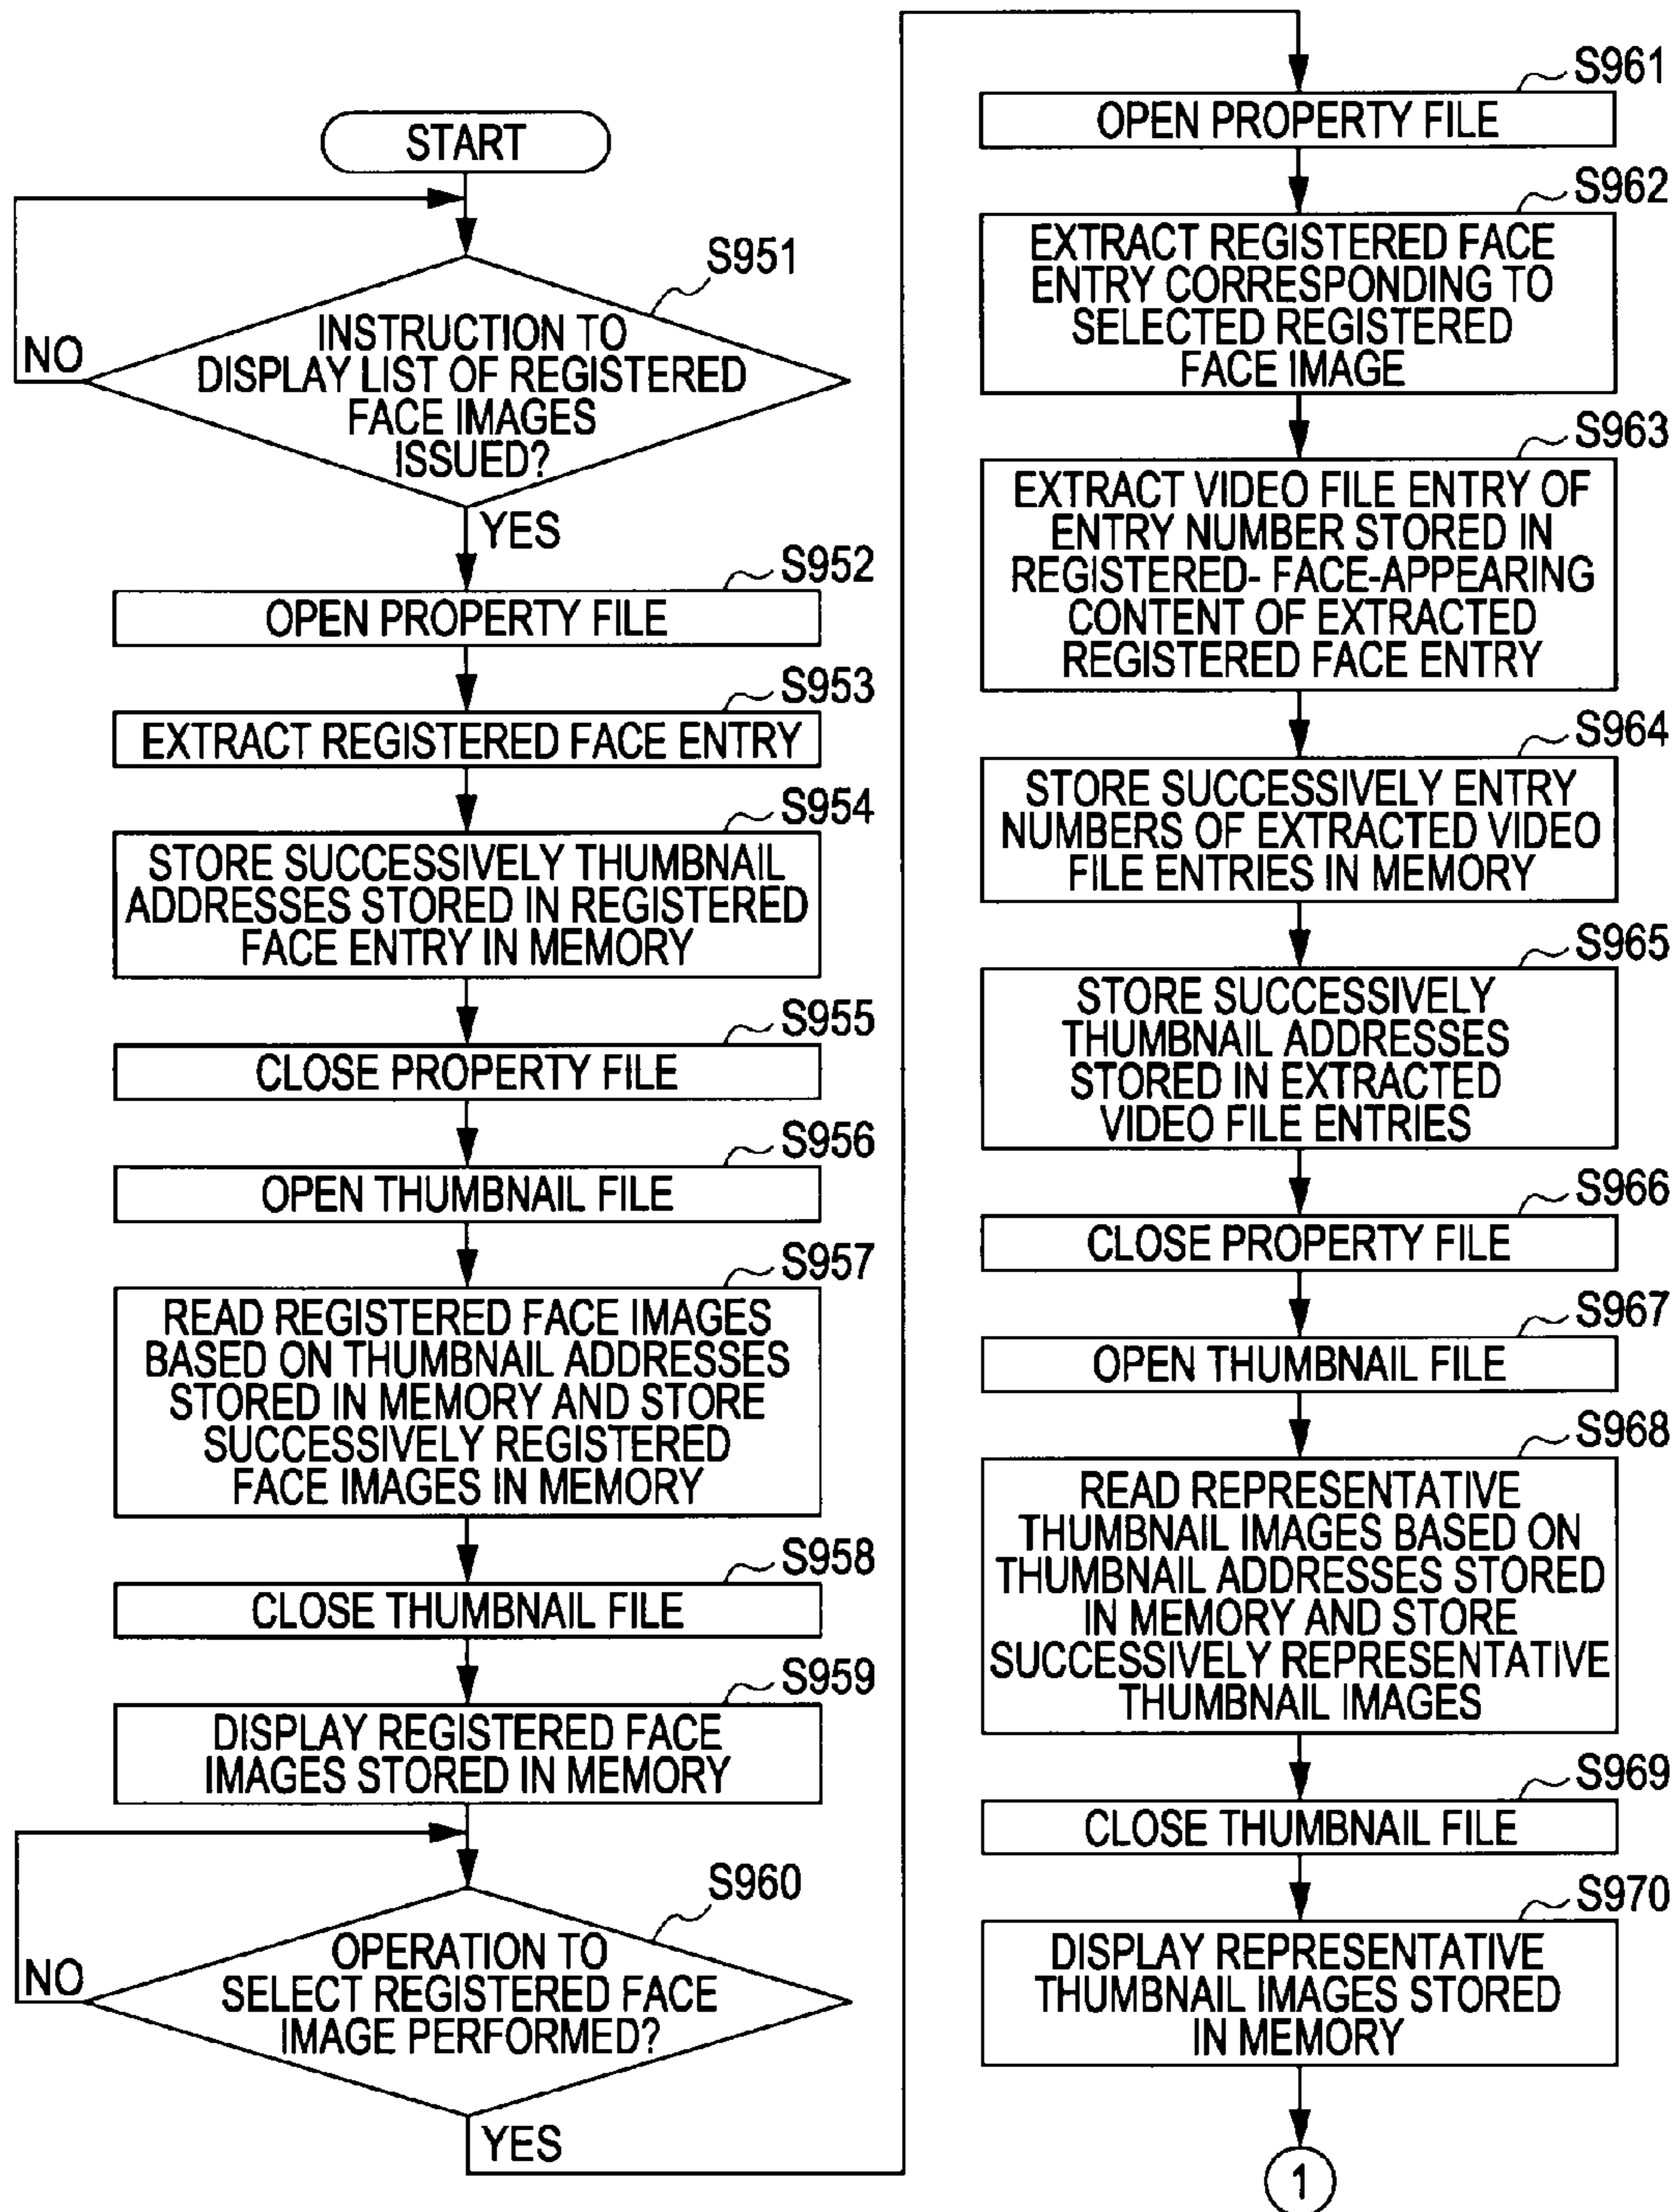 START
S951
INSTRUCTION TO
DISPLAY LIST OF REGISTERED
FACE IMAGES
ISSUED?
NO
YES
S952
OPEN PROPERTY FILE
S953
EXTRACT REGISTERED FACE ENTRY
S954
STORE SUCCESSIVELY THUMBNAIL
ADDRESSES STORED IN REGISTERED
FACE ENTRY IN MEMORY
S955
CLOSE PROPERTY FILE
S956
OPEN THUMBNAIL FILE
S957
READ REGISTERED FACE IMAGES
BASED ON THUMBNAIL ADDRESSES
STORED IN MEMORY AND STORE
SUCCESSIVELY REGISTERED
FACE IMAGES IN MEMORY
S958
CLOSE THUMBNAIL FILE
S959
DISPLAY REGISTERED FACE
IMAGES STORED IN MEMORY
S960
OPERATION TO
SELECT REGISTERED FACE
IMAGE PERFORMED?
NO
YES
S961
OPEN PROPERTY FILE
S962
EXTRACT REGISTERED FACE
ENTRY CORRESPONDING TO
SELECTED REGISTERED
FACE IMAGE
S963
EXTRACT VIDEO FILE ENTRY OF
ENTRY NUMBER STORED IN
REGISTERED- FACE-APPEARING
CONTENT OF EXTRACTED
REGISTERED FACE ENTRY
S964
STORE SUCCESSIVELY ENTRY
NUMBERS OF EXTRACTED VIDEO
FILE ENTRIES IN MEMORY
S965
STORE SUCCESSIVELY
THUMBNAIL ADDRESSES
STORED IN EXTRACTED
VIDEO FILE ENTRIES
S966
CLOSE PROPERTY FILE
S967
OPEN THUMBNAIL FILE
S968
READ REPRESENTATIVE
THUMBNAIL IMAGES BASED ON
THUMBNAIL ADDRESSES STORED
IN MEMORY AND STORE
SUCCESSIVELY REPRESENTATIVE
THUMBNAIL IMAGES
S969
CLOSE THUMBNAIL FILE
S970
DISPLAY REPRESENTATIVE
THUMBNAIL IMAGES STORED
IN MEMORY
1